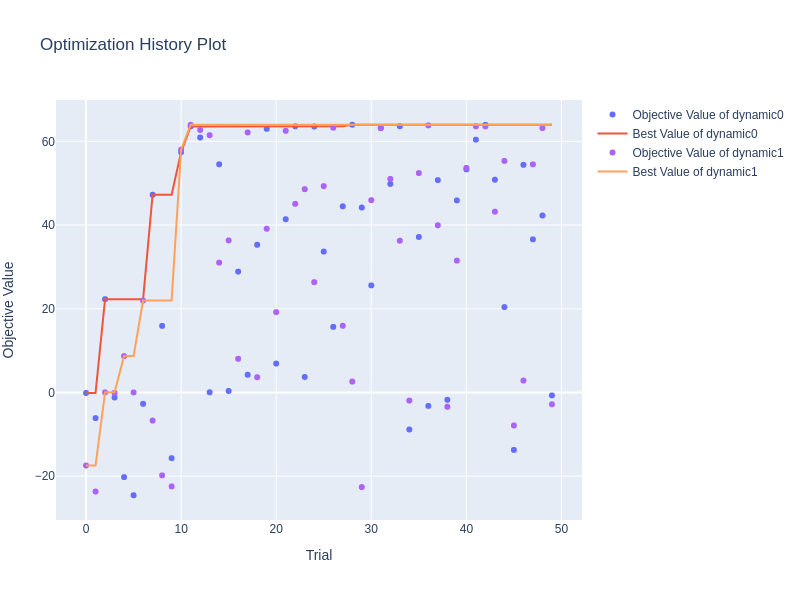 Optimization History Plot
Objective Value of dynamic0
Best Value of dynamic0
Objective Value of dynamic1
Best Value of dynamic1
60
40
20
0
−20
Objective Value
0
10
20
30
40
50
Trial